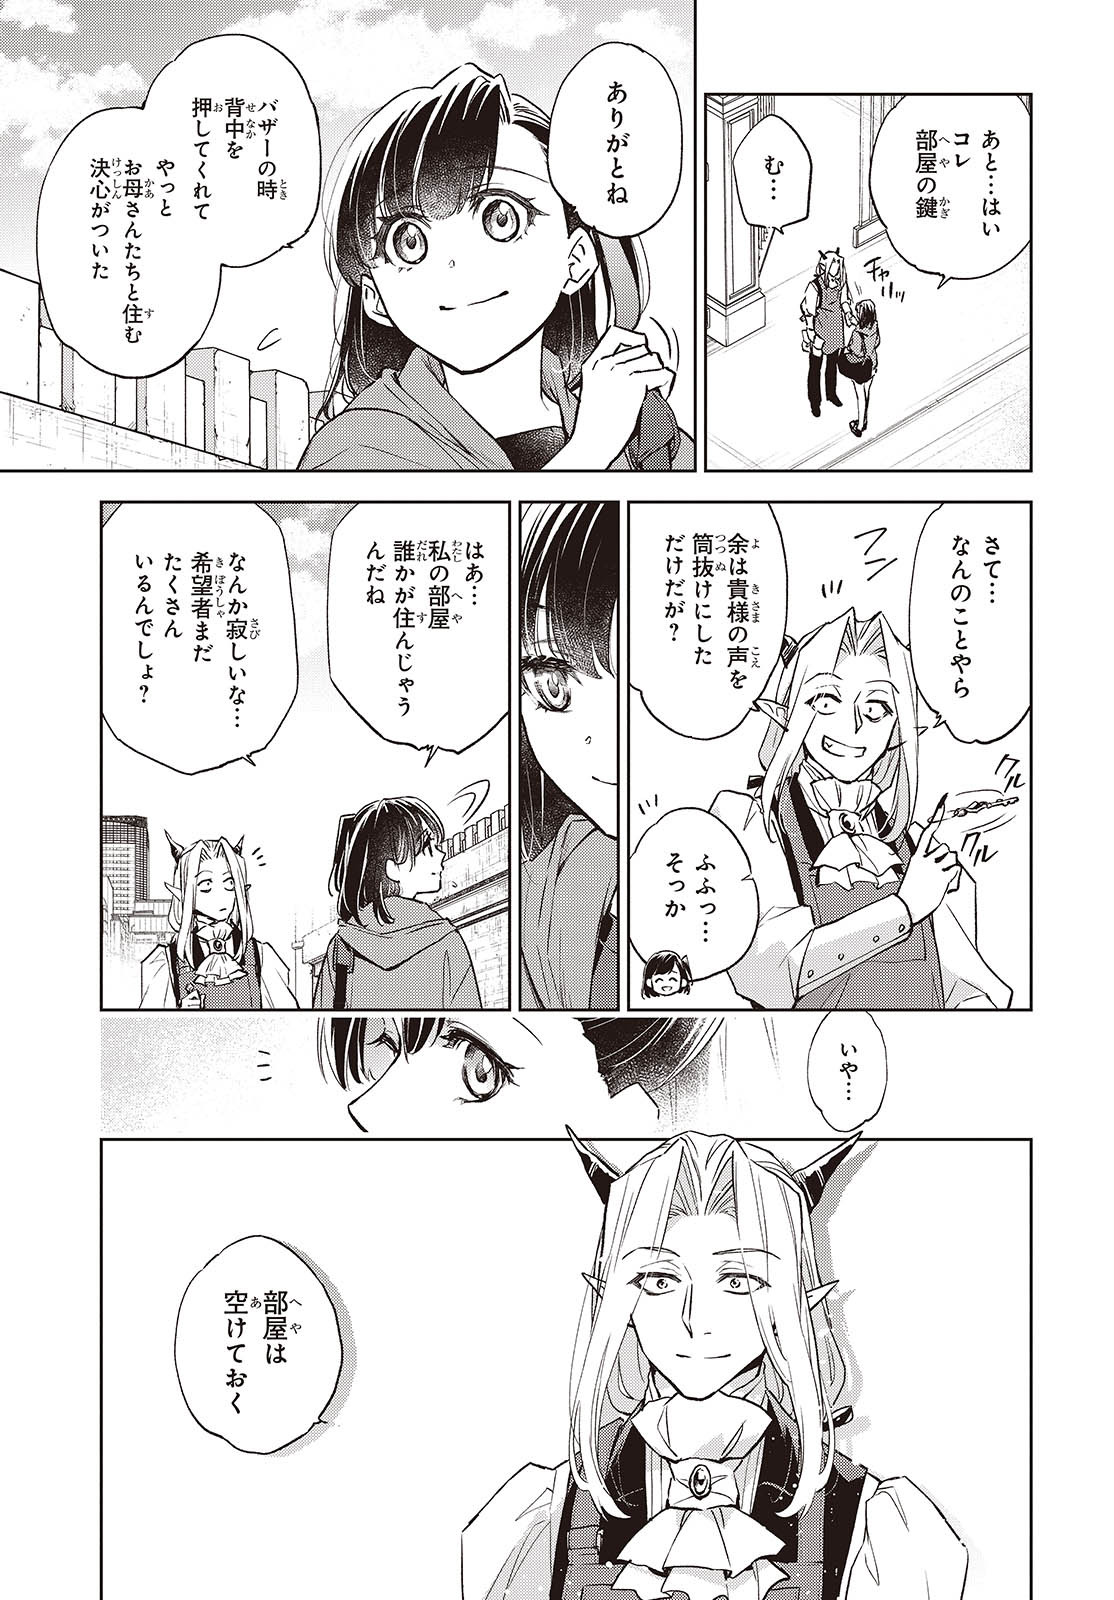 あと…はい
コレ
部屋の鍵
む…
チャリッ
ありがとね
バザーの時
背中を
押してくれて
やっと
お母さんたちと住む
決心がついた
さて…
なんのことやら
余は貴様の声を
筒抜けにした
だけだが？
クル
クル
ふふっ…
そっか
はあ…
私の部屋
誰かが住んじゃう
んだね
なんか寂しいな…
希望者まだ
たくさん
いるんでしょ？
いや…
部屋は
空けておく